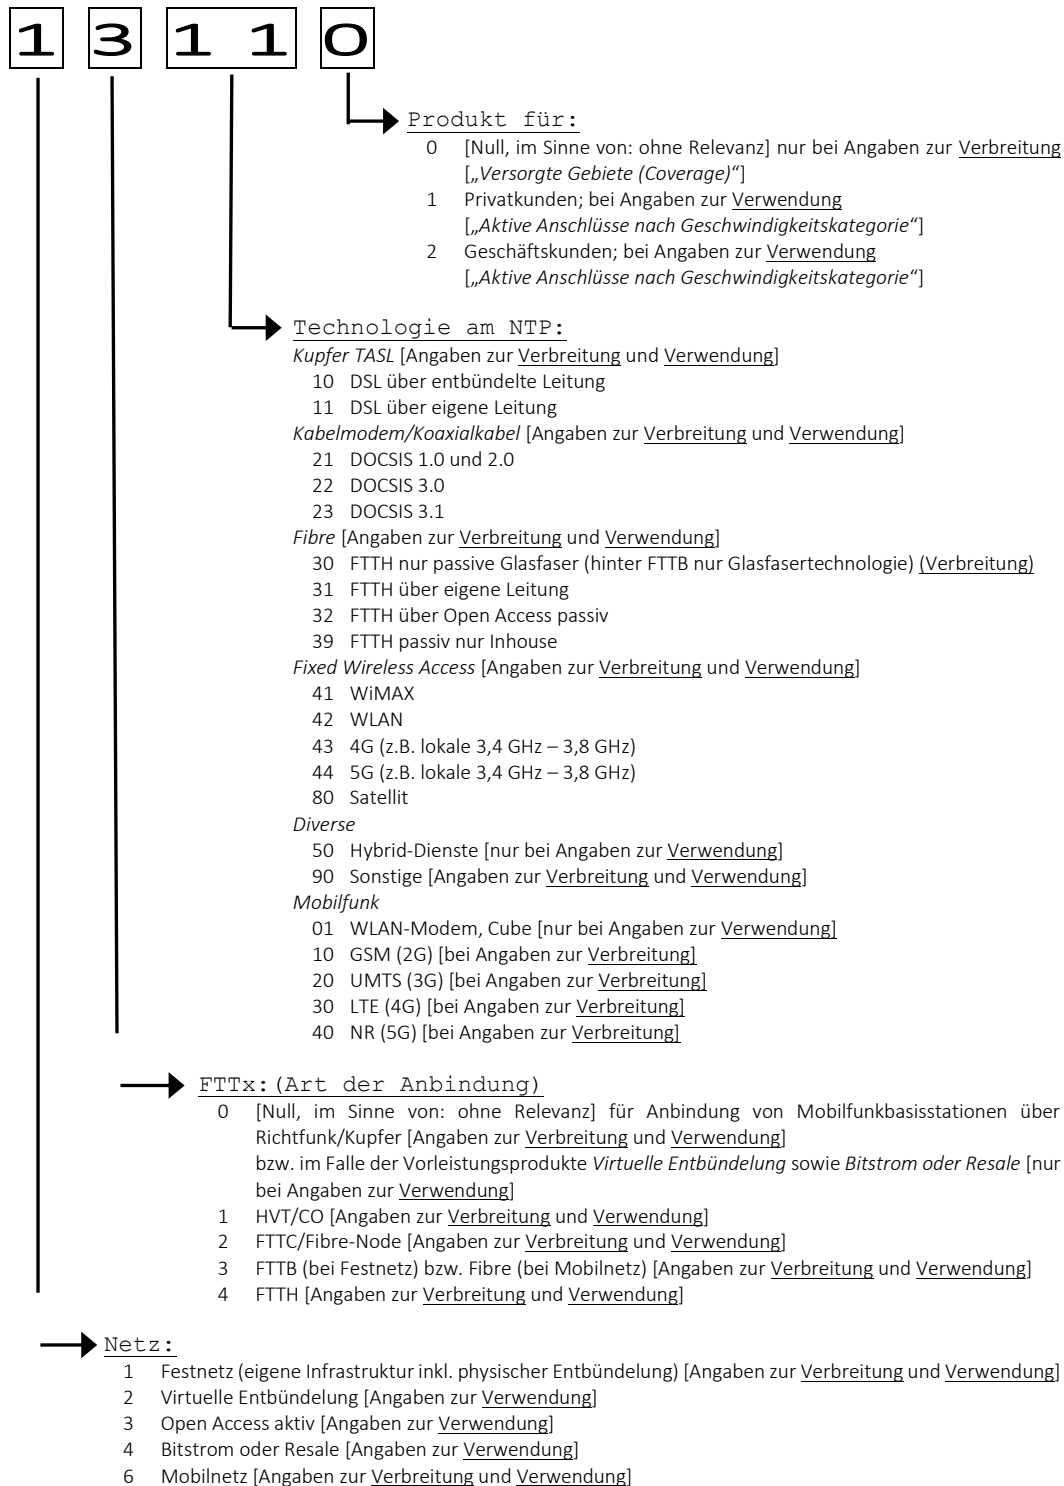 1 3 1 1 0
Produkt für:
0 [Null, im Sinne von: ohne Relevanz] nur bei Angaben zur Verbreitung
[„Versorgte Gebiete (Coverage)“]
1 Privatkunden; bei Angaben zur Verwendung
[„Aktive Anschlüsse nach Geschwindigkeitskategorie“]
2 Geschäftskunden; bei Angaben zur Verwendung
[„Aktive Anschlüsse nach Geschwindigkeitskategorie“]
Technologie am NTP:
Kupfer TASL [Angaben zur Verbreitung und Verwendung]
10 DSL über entbündelte Leitung
11 DSL über eigene Leitung
Kabelmodem/Koaxialkabel [Angaben zur Verbreitung und Verwendung]
21 DOCSIS 1.0 und 2.0
22 DOCSIS 3.0
23 DOCSIS 3.1
Fibre [Angaben zur Verbreitung und Verwendung]
30 FTTH nur passive Glasfaser (hinter FTTB nur Glasfasertechnologie) (Verbreitung)
31 FTTH über eigene Leitung
32 FTTH über Open Access passiv
39 FTTH passiv nur Inhouse
Fixed Wireless Access [Angaben zur Verbreitung und Verwendung]
41 WiMAX
42 WLAN
43 4G (z.B. lokale 3,4 GHz – 3,8 GHz)
44 5G (z.B. lokale 3,4 GHz – 3,8 GHz)
80 Satellit
Diverse
50 Hybrid-Dienste [nur bei Angaben zur Verwendung]
90 Sonstige [Angaben zur Verbreitung und Verwendung]
Mobilfunk
01 WLAN-Modem, Cube [nur bei Angaben zur Verwendung]
10 GSM (2G) [bei Angaben zur Verbreitung]
20 UMTS (3G) [bei Angaben zur Verbreitung]
30 LTE (4G) [bei Angaben zur Verbreitung]
40 NR (5G) [bei Angaben zur Verbreitung]
FTTx:(Art der Anbindung)
0 [Null, im Sinne von: ohne Relevanz] für Anbindung von Mobilfunkbasisstationen über
Richtfunk/Kupfer [Angaben zur Verbreitung und Verwendung]
bzw. im Falle der Vorleistungsprodukte Virtuelle Entbündelung sowie Bitstrom oder Resale [nur
bei Angaben zur Verwendung]
1 HVT/CO [Angaben zur Verbreitung und Verwendung]
2 FTTC/Fibre-Node [Angaben zur Verbreitung und Verwendung]
3 FTTB (bei Festnetz) bzw. Fibre (bei Mobilnetz) [Angaben zur Verbreitung und Verwendung]
4 FTTH [Angaben zur Verbreitung und Verwendung]
Netz:
1 Festnetz (eigene Infrastruktur inkl. physischer Entbündelung) [Angaben zur Verbreitung und Verwendung]
2 Virtuelle Entbündelung [Angaben zur Verwendung]
3 Open Access aktiv [Angaben zur Verwendung]
4 Bitstrom oder Resale [Angaben zur Verwendung]
6 Mobilnetz [Angaben zur Verbreitung und Verwendung]